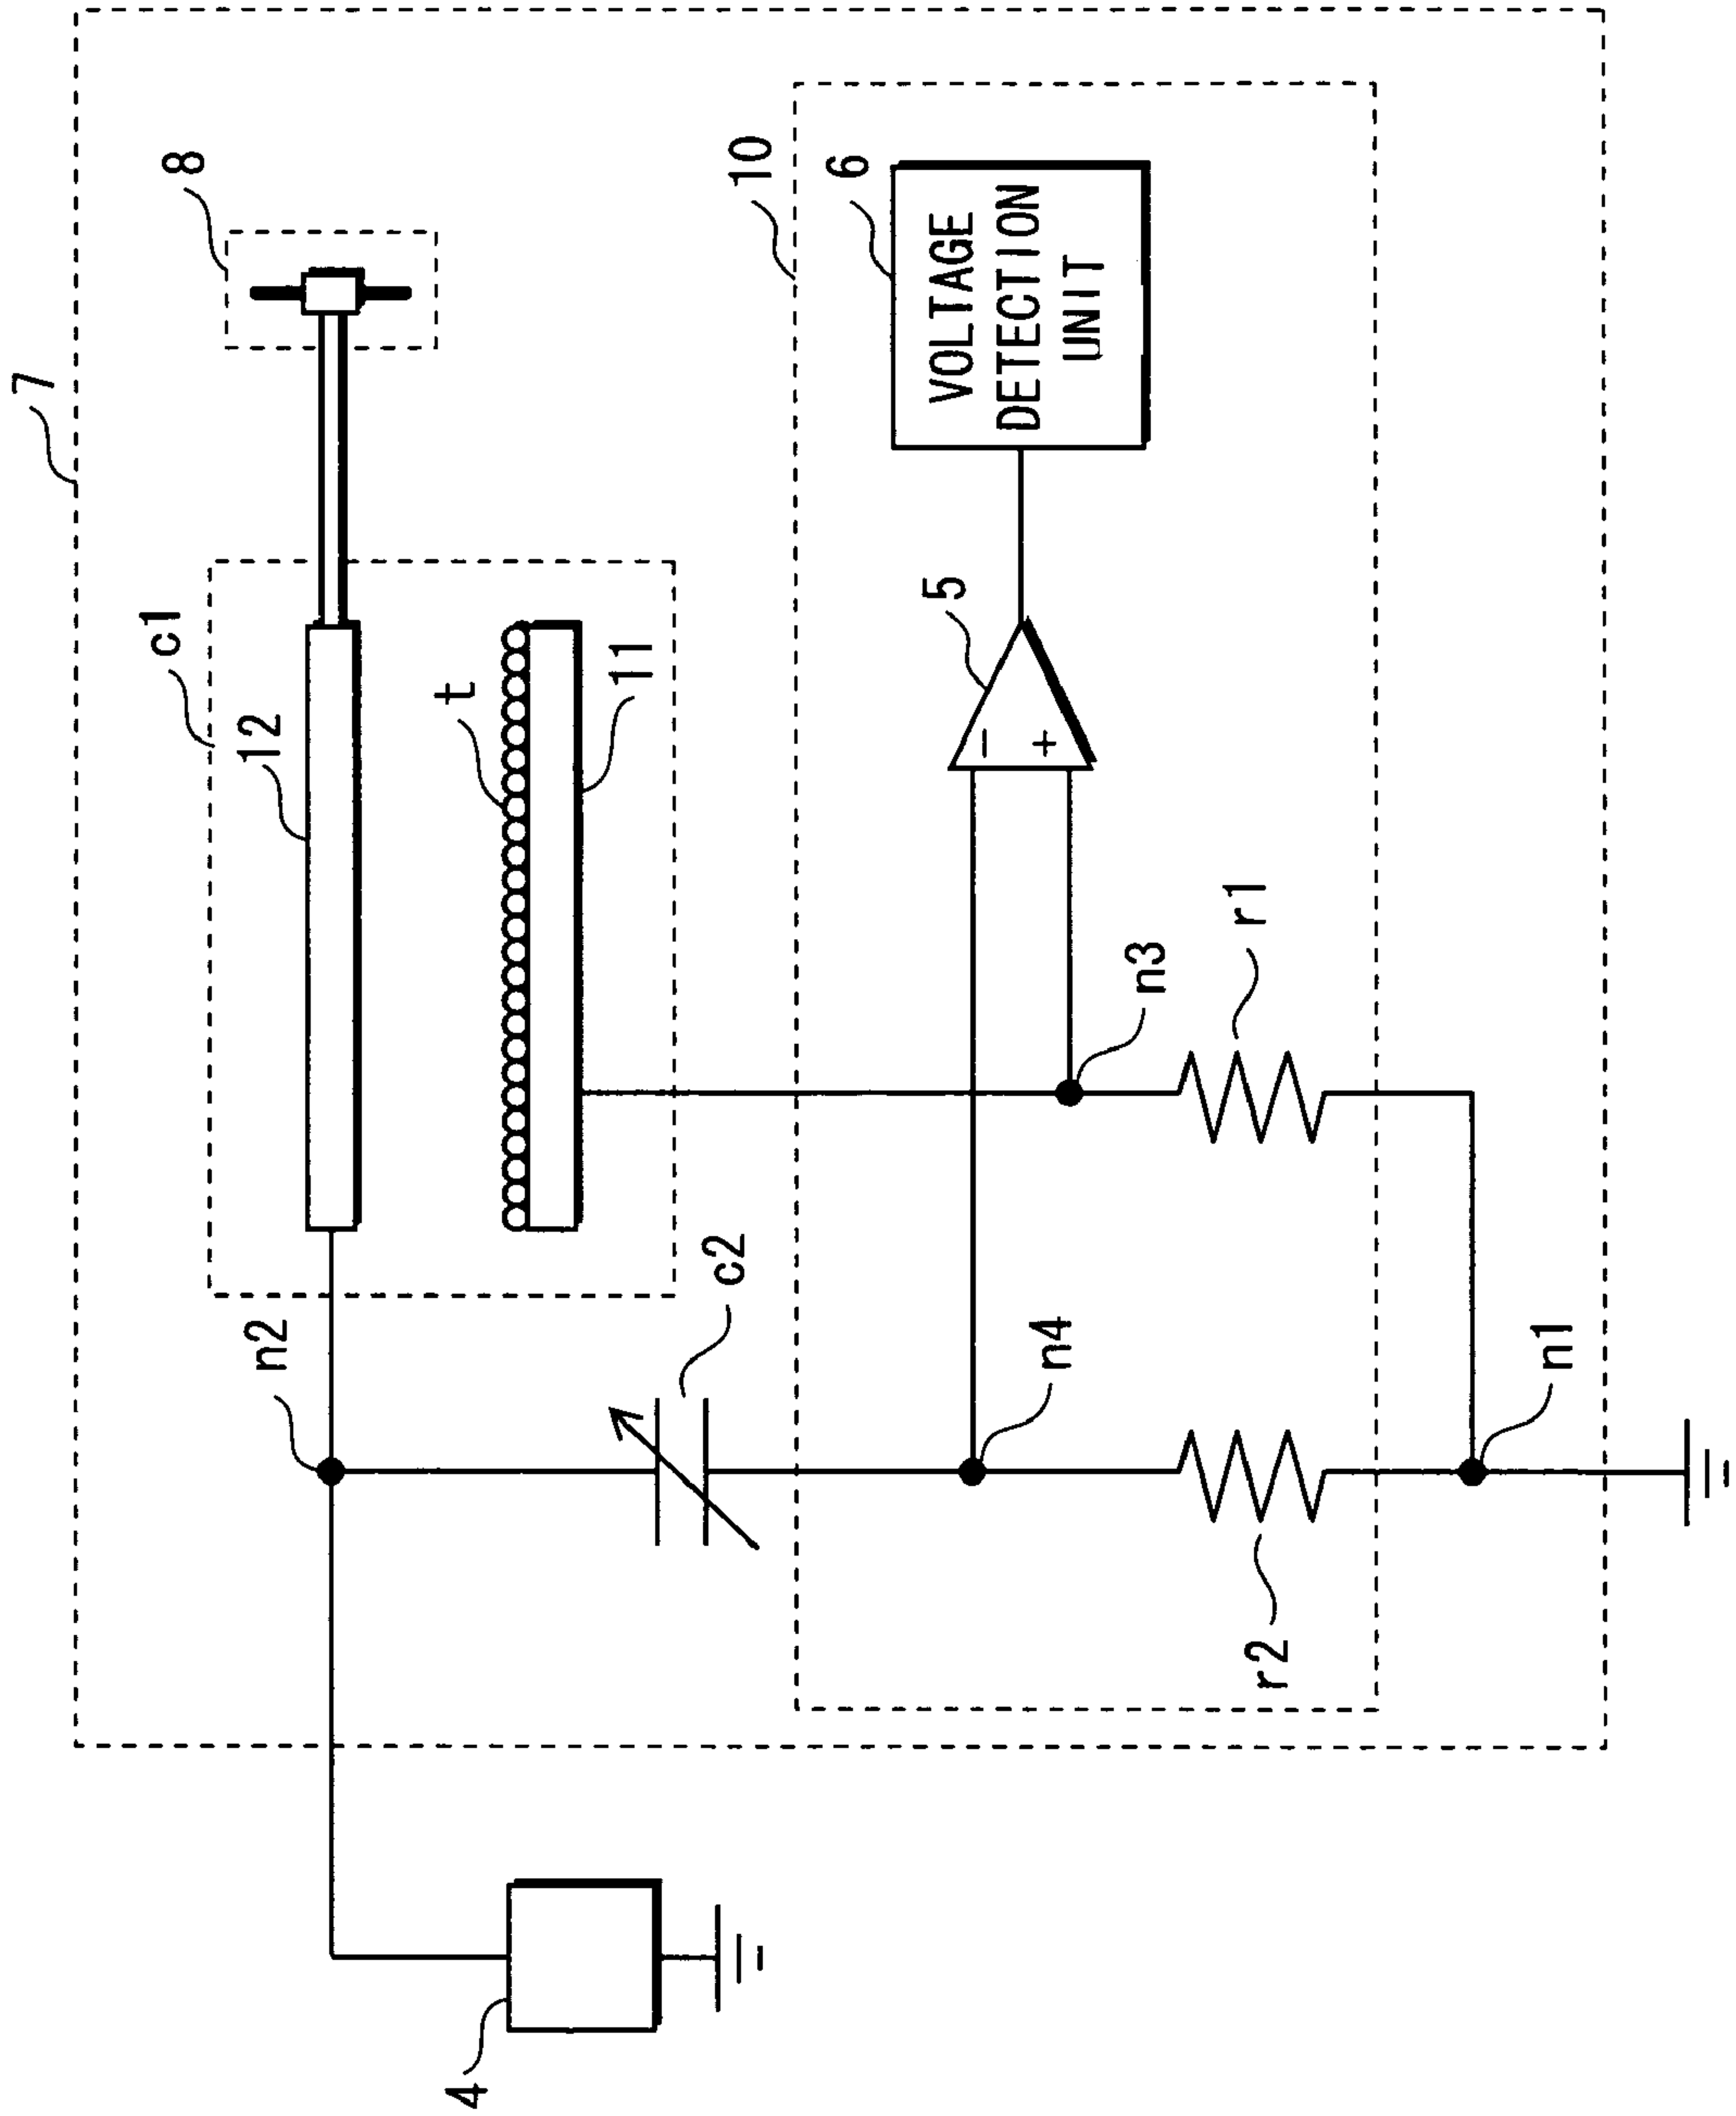 7
8
c1
12
t
11
n2
c2
10
6
VOLTAGE
DETECTION
UNIT
5
−
+
n3
n4
r1
r2
n1
4